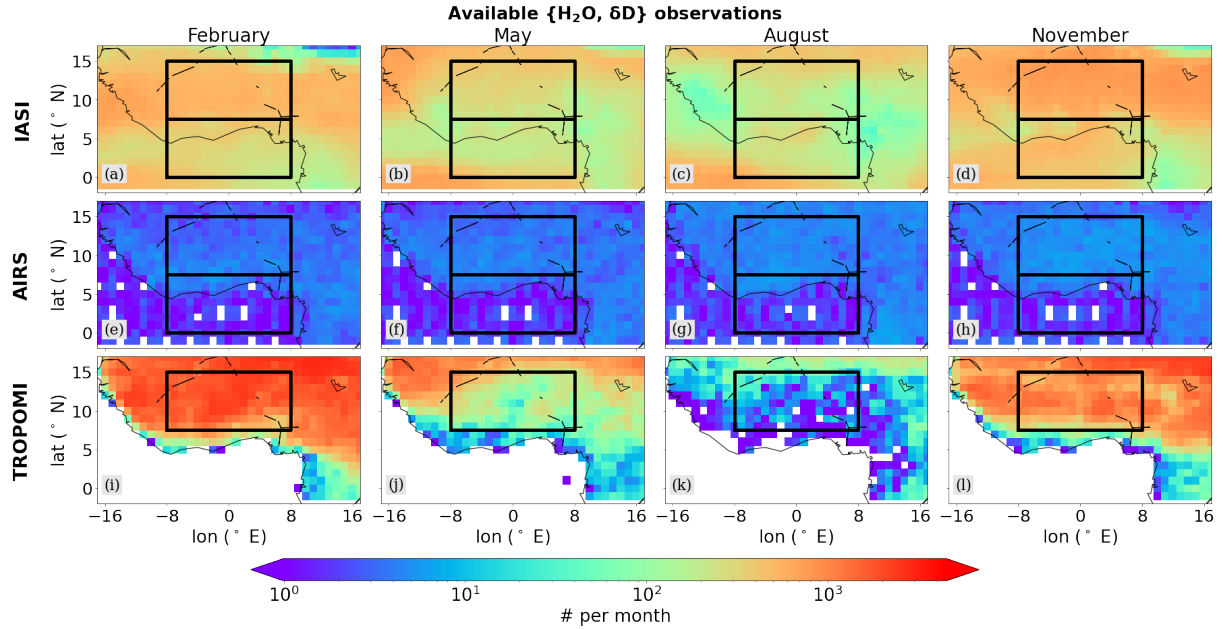 Available {H₂O, δD} observations
February May August November
IASI
lat (° N)
15
10
5
0
(a) (b) (c) (d)
AIRS
lat (° N)
15
10
5
0
(e) (f) (g) (h)
TROPOMI
lat (° N)
15
10
5
0
(i) (j) (k) (l)
−16 −8 0 8 16 −16 −8 0 8 16 −16 −8 0 8 16 −16 −8 0 8 16
lon (° E) lon (° E) lon (° E) lon (° E)
10⁰ 10¹ 10² 10³
# per month